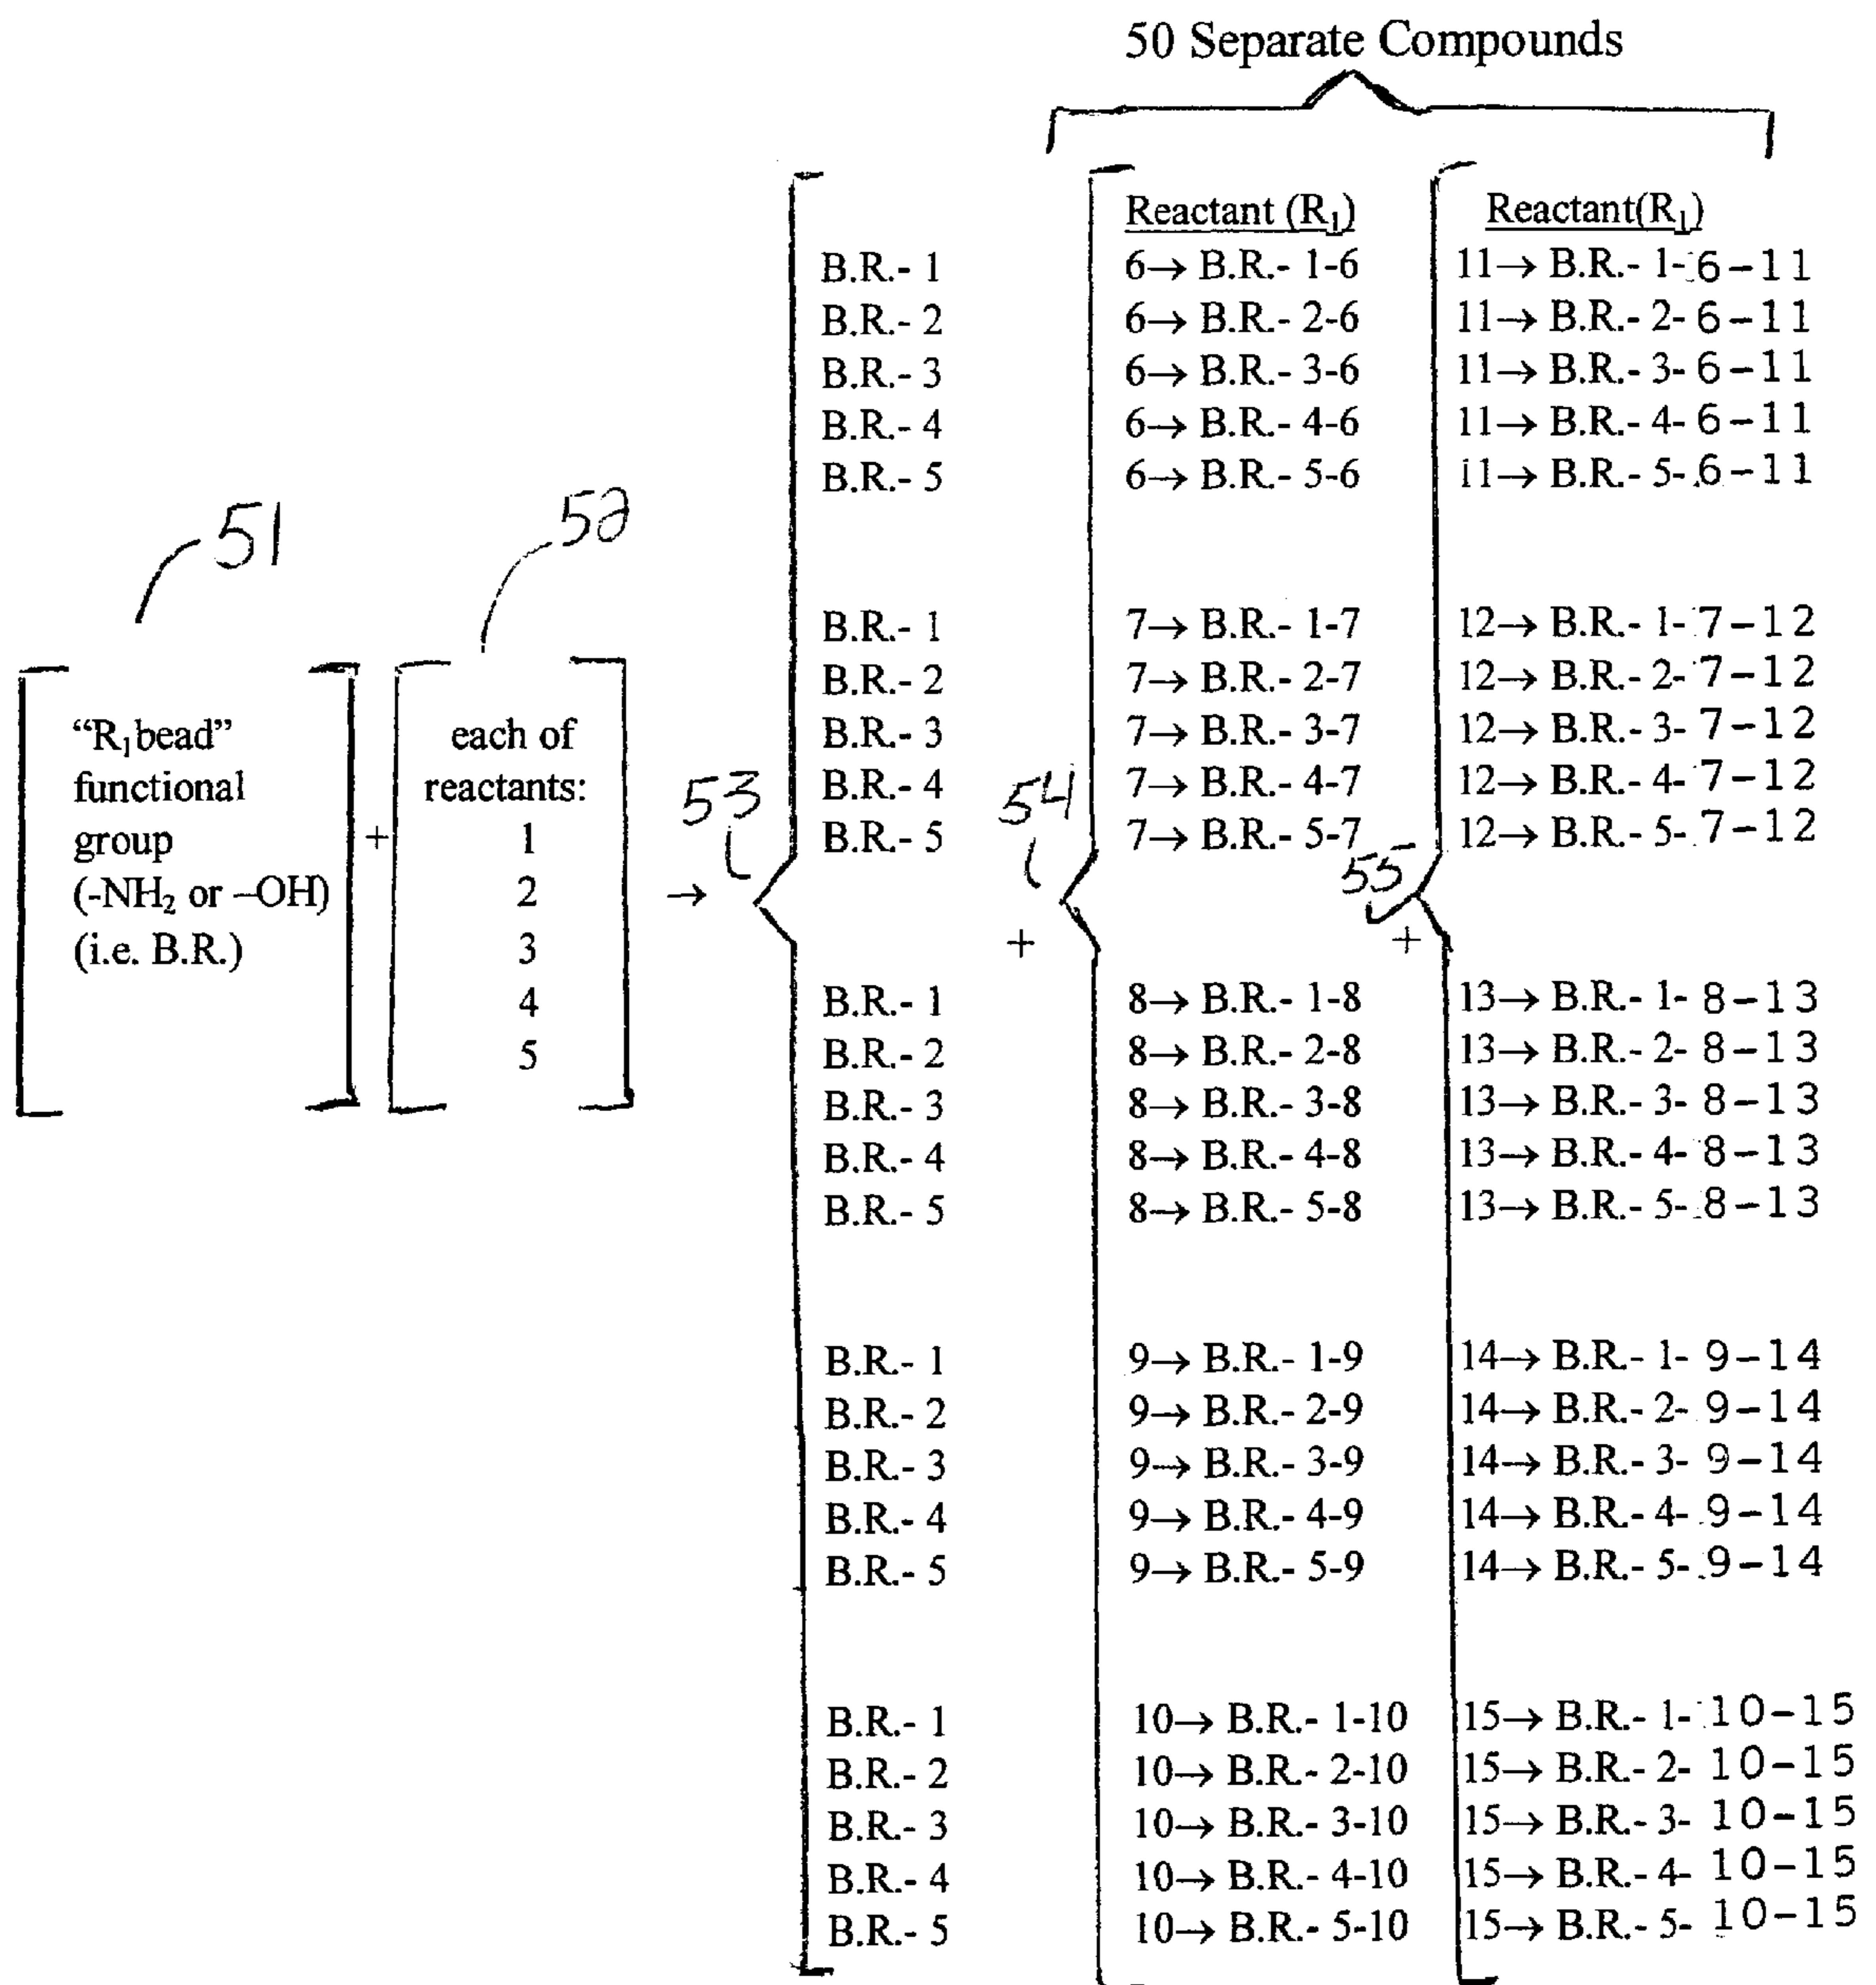 50 Separate Compounds
Reactant (R₁) Reactant(R₁)
B.R.- 1 6→ B.R.- 1-6 11→ B.R.- 1-6-11
B.R.- 2 6→ B.R.- 2-6 11→ B.R.- 2-6-11
B.R.- 3 6→ B.R.- 3-6 11→ B.R.- 3-6-11
B.R.- 4 6→ B.R.- 4-6 11→ B.R.- 4-6-11
B.R.- 5 6→ B.R.- 5-6 11→ B.R.- 5-6-11
51
52
B.R.- 1 7→ B.R.- 1-7 12→ B.R.- 1-7-12
B.R.- 2 7→ B.R.- 2-7 12→ B.R.- 2-7-12
B.R.- 3 7→ B.R.- 3-7 12→ B.R.- 3-7-12
B.R.- 4 7→ B.R.- 4-7 12→ B.R.- 4-7-12
B.R.- 5 7→ B.R.- 5-7 12→ B.R.- 5-7-12
“R₁bead”
functional
group
(-NH₂ or –OH)
(i.e. B.R.)
+
each of
reactants:
1
2
3
4
5
→
53
54
+
55
+
B.R.- 1 8→ B.R.- 1-8 13→ B.R.- 1-8-13
B.R.- 2 8→ B.R.- 2-8 13→ B.R.- 2-8-13
B.R.- 3 8→ B.R.- 3-8 13→ B.R.- 3-8-13
B.R.- 4 8→ B.R.- 4-8 13→ B.R.- 4-8-13
B.R.- 5 8→ B.R.- 5-8 13→ B.R.- 5-8-13
B.R.- 1 9→ B.R.- 1-9 14→ B.R.- 1-9-14
B.R.- 2 9→ B.R.- 2-9 14→ B.R.- 2-9-14
B.R.- 3 9→ B.R.- 3-9 14→ B.R.- 3-9-14
B.R.- 4 9→ B.R.- 4-9 14→ B.R.- 4-9-14
B.R.- 5 9→ B.R.- 5-9 14→ B.R.- 5-9-14
B.R.- 1 10→ B.R.- 1-10 15→ B.R.- 1-10-15
B.R.- 2 10→ B.R.- 2-10 15→ B.R.- 2-10-15
B.R.- 3 10→ B.R.- 3-10 15→ B.R.- 3-10-15
B.R.- 4 10→ B.R.- 4-10 15→ B.R.- 4-10-15
B.R.- 5 10→ B.R.- 5-10 15→ B.R.- 5-10-15